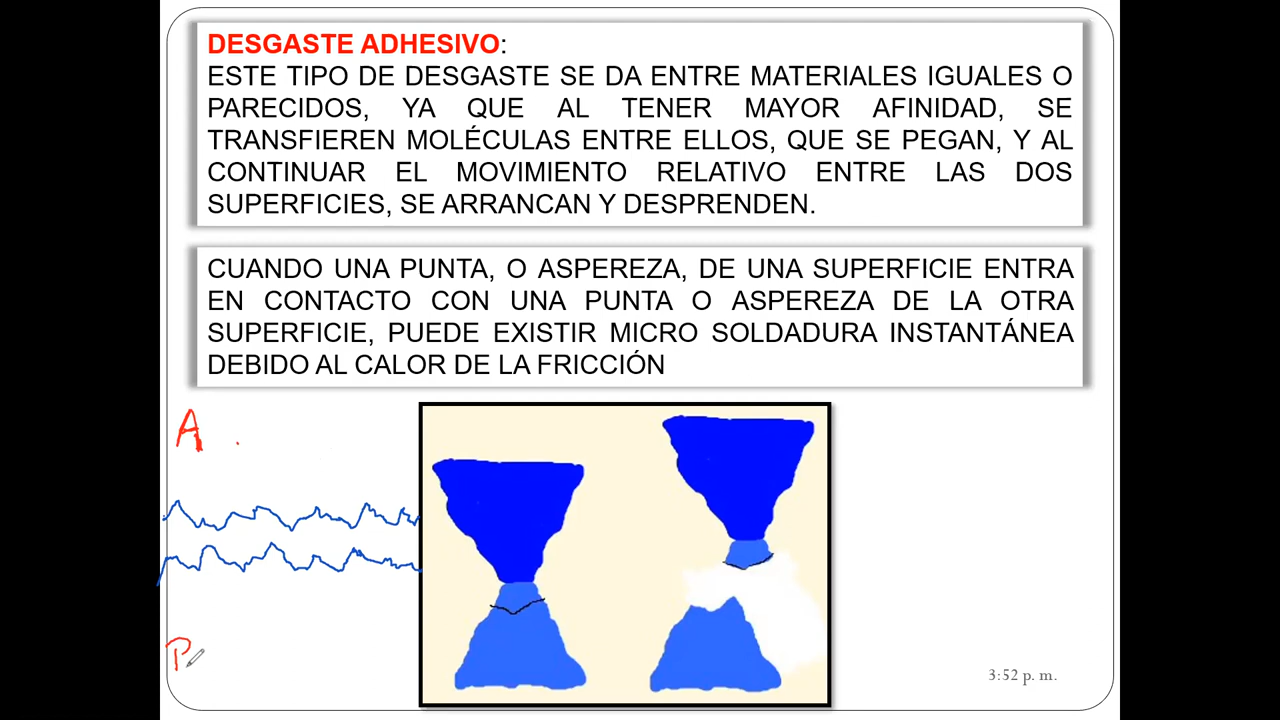 DESGASTE ADHESIVO:
ESTE TIPO DE DESGASTE SE DA ENTRE MATERIALES IGUALES O
PARECIDOS, YA QUE AL TENER MAYOR AFINIDAD, SE
TRANSFIEREN MOLÉCULAS ENTRE ELLOS, QUE SE PEGAN, Y AL
CONTINUAR EL MOVIMIENTO RELATIVO ENTRE LAS DOS
SUPERFICIES, SE ARRANCAN Y DESPRENDEN.
CUANDO UNA PUNTA, O ASPEREZA, DE UNA SUPERFICIE ENTRA
EN CONTACTO CON UNA PUNTA O ASPEREZA DE LA OTRA
SUPERFICIE, PUEDE EXISTIR MICRO SOLDADURA INSTANTÁNEA
DEBIDO AL CALOR DE LA FRICCIÓN
A
3:52 p. m.